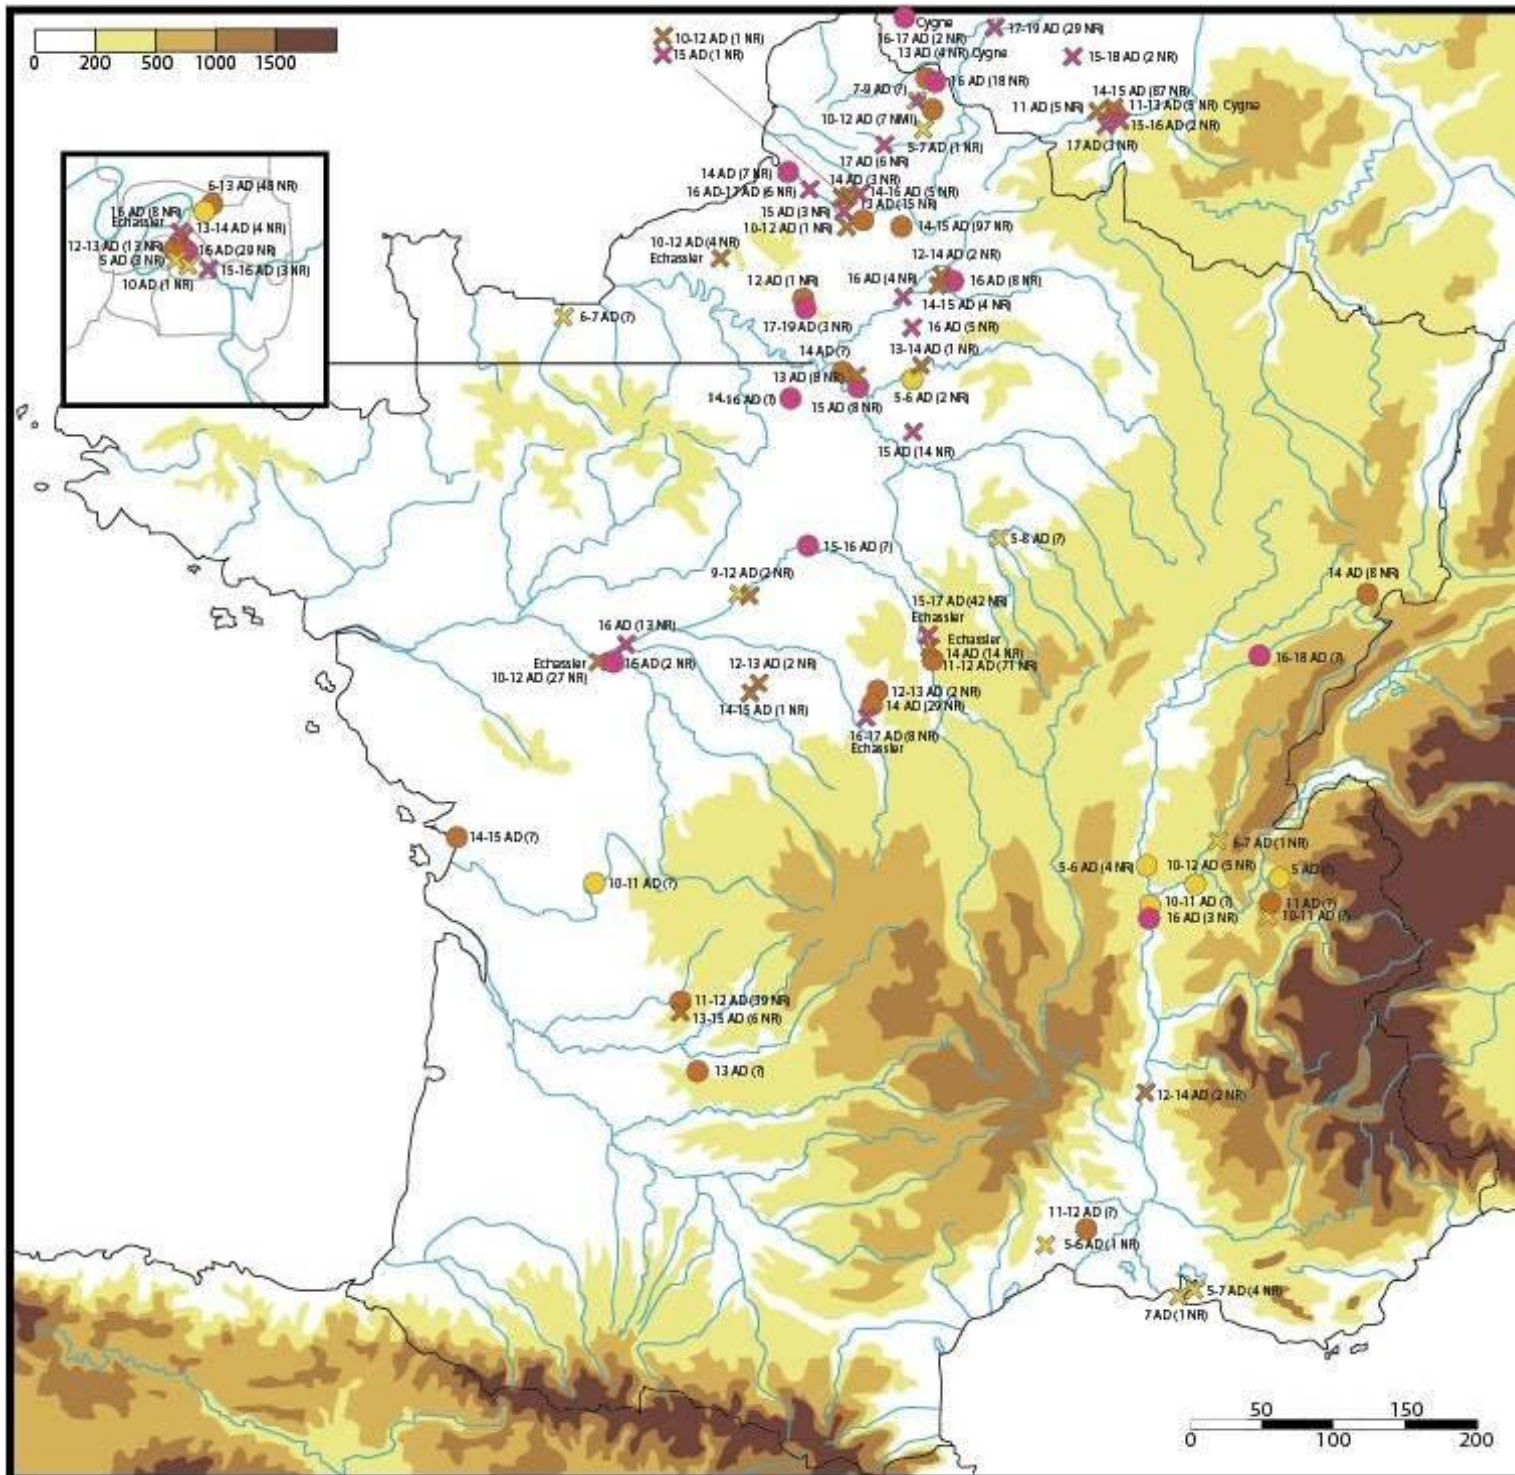 0 200 500 1000 1500
10-12 AD (1 NR)
15 AD (1 NR)
Cygne
16-17 AD (2 NR)
13 AD (4 NR) Cygne
17-19 AD (29 NR)
15-18 AD (2 NR)
16 AD (18 NR)
7-9 AD (?)
10-12 AD (7 NMI)
5-7 AD (1 NR)
14-15 AD (87 NR)
11 AD (5 NR)
11-13 AD (5 NR) Cygne
15-16 AD (2 NR)
17 AD (3 NR)
17 AD (6 NR)
14 AD (7 NR)
14 AD (3 NR)
16 AD-17 AD (6 NR)
14-16 AD (5 NR)
13 AD (15 NR)
15 AD (3 NR)
10-12 AD (1 NR)
14-15 AD (97 NR)
6-13 AD (48 NR)
16 AD (8 NR)
Echassier
13-14 AD (4 NR)
12-13 AD (13 NR)
16 AD (29 NR)
5 AD (3 NR)
15-16 AD (3 NR)
10 AD (1 NR)
10-12 AD (4 NR)
Echassier
12-14 AD (2 NR)
12 AD (1 NR)
16 AD (4 NR)
16 AD (8 NR)
14-15 AD (4 NR)
6-7 AD (?)
17-19 AD (3 NR)
16 AD (5 NR)
14 AD (?)
13-14 AD (1 NR)
13 AD (8 NR)
14-16 AD (?)
15 AD (8 NR)
5-6 AD (2 NR)
15 AD (14 NR)
15-16 AD (?)
5-8 AD (?)
9-12 AD (2 NR)
14 AD (8 NR)
15-17 AD (42 NR)
Echassier
Echassier
14 AD (14 NR)
11-12 AD (71 NR)
16 AD (13 NR)
Echassier
16 AD (2 NR)
10-12 AD (27 NR)
12-13 AD (2 NR)
14-15 AD (1 NR)
12-13 AD (2 NR)
14 AD (29 NR)
16-17 AD (8 NR)
Echassier
16-18 AD (?)
14-15 AD (?)
6-7 AD (1 NR)
5-6 AD (4 NR)
10-12 AD (5 NR)
5 AD (?)
10-11 AD (?)
10-11 AD (?)
11 AD (?)
16 AD (3 NR)
10-11 AD (?)
11-12 AD (39 NR)
13-15 AD (6 NR)
13 AD (?)
12-14 AD (2 NR)
11-12 AD (?)
5-6 AD (1 NR)
5-7 AD (4 NR)
7 AD (1 NR)
50 150
0 100 200